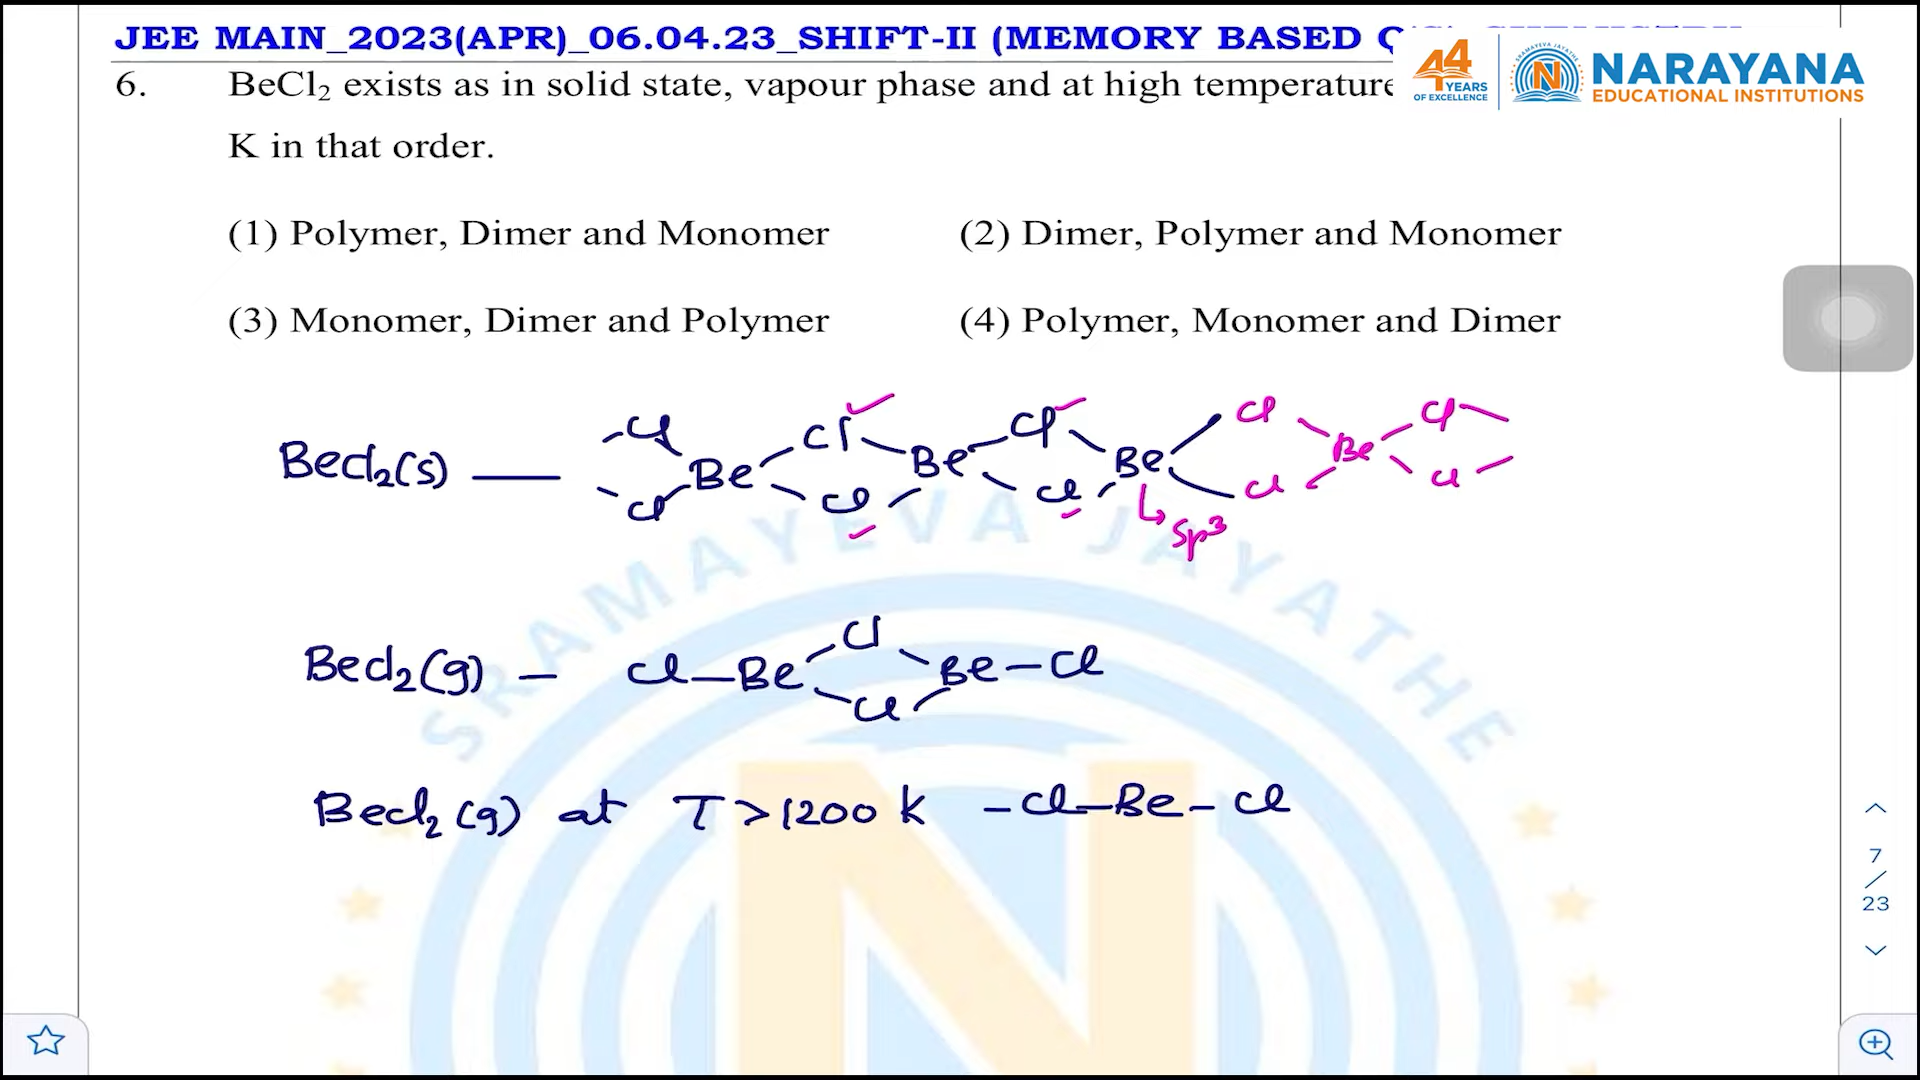 JEE MAIN_2023(APR)_06.04.23_SHIFT-II (MEMORY BASED
44 YEARS OF EXCELLENCE
NARAYANA
EDUCATIONAL INSTITUTIONS
6. BeCl₂ exists as in solid state, vapour phase and at high temperature
K in that order.
(1) Polymer, Dimer and Monomer (2) Dimer, Polymer and Monomer
(3) Monomer, Dimer and Polymer (4) Polymer, Monomer and Dimer
Cl Cl Cl Cl Cl
BeCl₂(s) — Be Be Be Be
Cl Cl Cl Cl Cl
Sp³
Cl
BeCl₂(g) – Cl–Be Be–Cl
Cl
BeCl₂(g) at T > 1200 K – Cl–Be–Cl
SRAMAYEVA JAYATHE
N
7
/
23